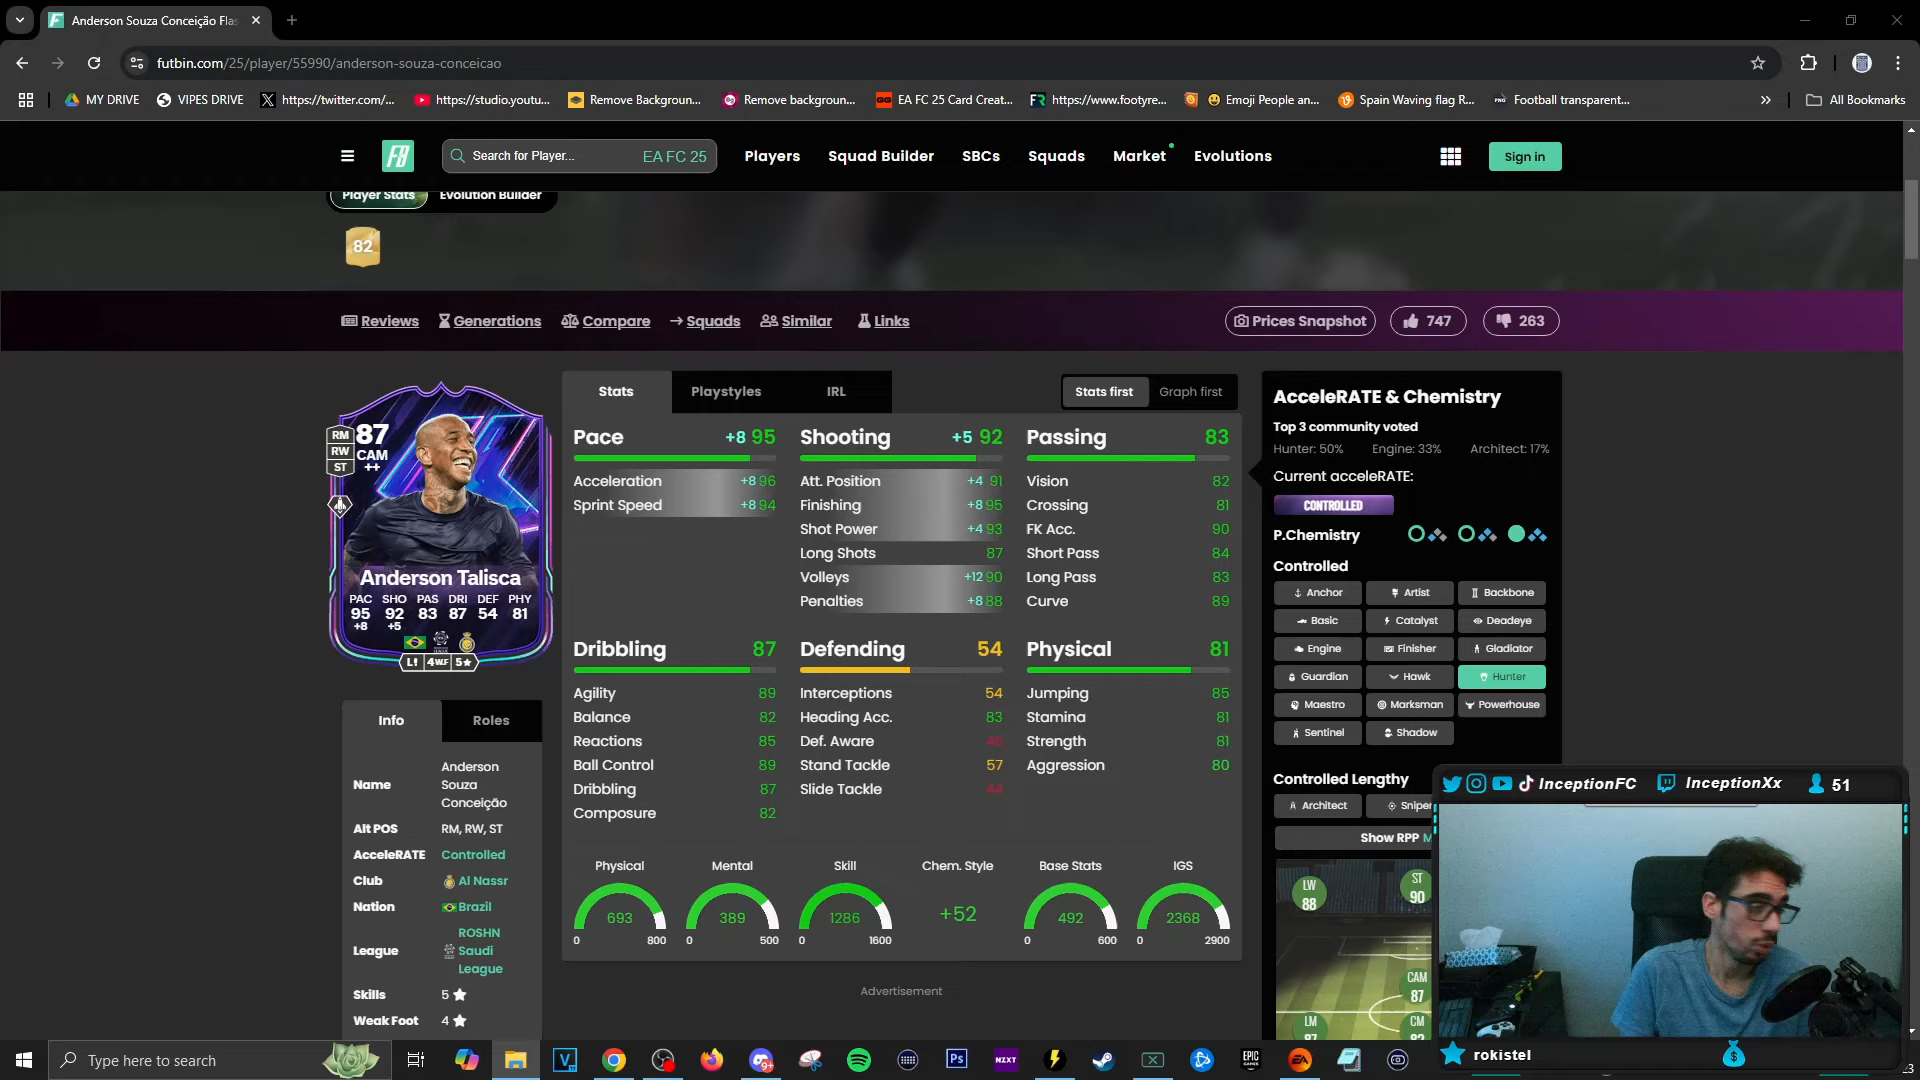 Anderson Souza Conceição Flas
futbin.com/25/player/55990/anderson-souza-conceicao
MY DRIVE
VIPES DRIVE
https://twitter.com/...
https://studio.youtu...
Remove Backgroun...
Remove backgroun...
EA FC 25 Card Creat...
https://www.footyre...
Emoji People an...
Spain Waving flag R...
Football transparent...
All Bookmarks
Search for Player... EA FC 25
Players Squad Builder SBCs Squads Market Evolutions
Sign in
Player Stats Evolution Builder
82
Reviews Generations Compare Squads Similar Links
Prices Snapshot 747 263
RM
RW
ST
87
CAM
++
Anderson Talisca
PAC SHO PAS DRI DEF PHY
95 92 83 87 54 81
+8 +5
4 W.F 5★
Stats Playstyles IRL
Stats first Graph first
Pace +8 95
Acceleration +8 96
Sprint Speed +8 94
Shooting +5 92
Att. Position +4 91
Finishing +8 95
Shot Power +4 93
Long Shots 87
Volleys +12 90
Penalties +8 88
Passing 83
Vision 82
Crossing 81
FK Acc. 90
Short Pass 84
Long Pass 83
Curve 89
Dribbling 87
Agility 89
Balance 82
Reactions 85
Ball Control 89
Dribbling 87
Composure 82
Defending 54
Interceptions 54
Heading Acc. 83
Def. Aware
Stand Tackle 57
Slide Tackle 44
Physical 81
Jumping 85
Stamina 81
Strength 81
Aggression 80
Physical Mental Skill Chem. Style Base Stats IGS
693 389 1286 +52 492 2368
0 800 0 500 0 1600 0 600 0 2900
Advertisement
Info Roles
Name Anderson Souza Conceição
Alt POS RM, RW, ST
AcceleRATE Controlled
Club Al Nassr
Nation Brazil
League ROSHN Saudi League
Skills 5 ★
Weak Foot 4 ★
AcceleRATE & Chemistry
Top 3 community voted
Hunter: 50% Engine: 33% Architect: 17%
Current acceleRATE:
CONTROLLED
P.Chemistry
Controlled
Anchor Artist Backbone
Basic Catalyst Deadeye
Engine Finisher Gladiator
Guardian Hawk Hunter
Maestro Marksman Powerhouse
Sentinel Shadow
Controlled Lengthy
Architect Sniper
Show RPP M
LW
88
ST
90
CAM
87
LM
CM
InceptionFC InceptionXx 51
rokistel
Type here to search
9+
Ps
NZXT
EPIC GAMES
EA
23